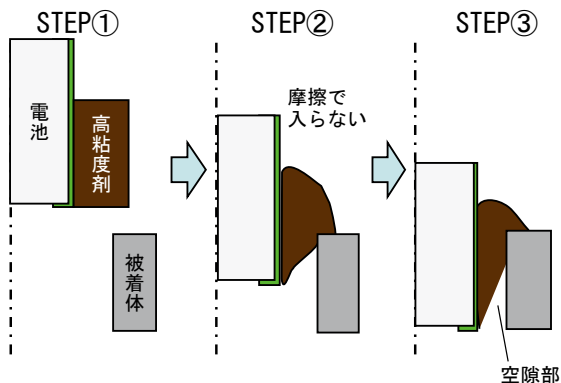 STEP①
STEP②
STEP③
電池
高粘度剤
被着体
摩擦で
入らない
空隙部